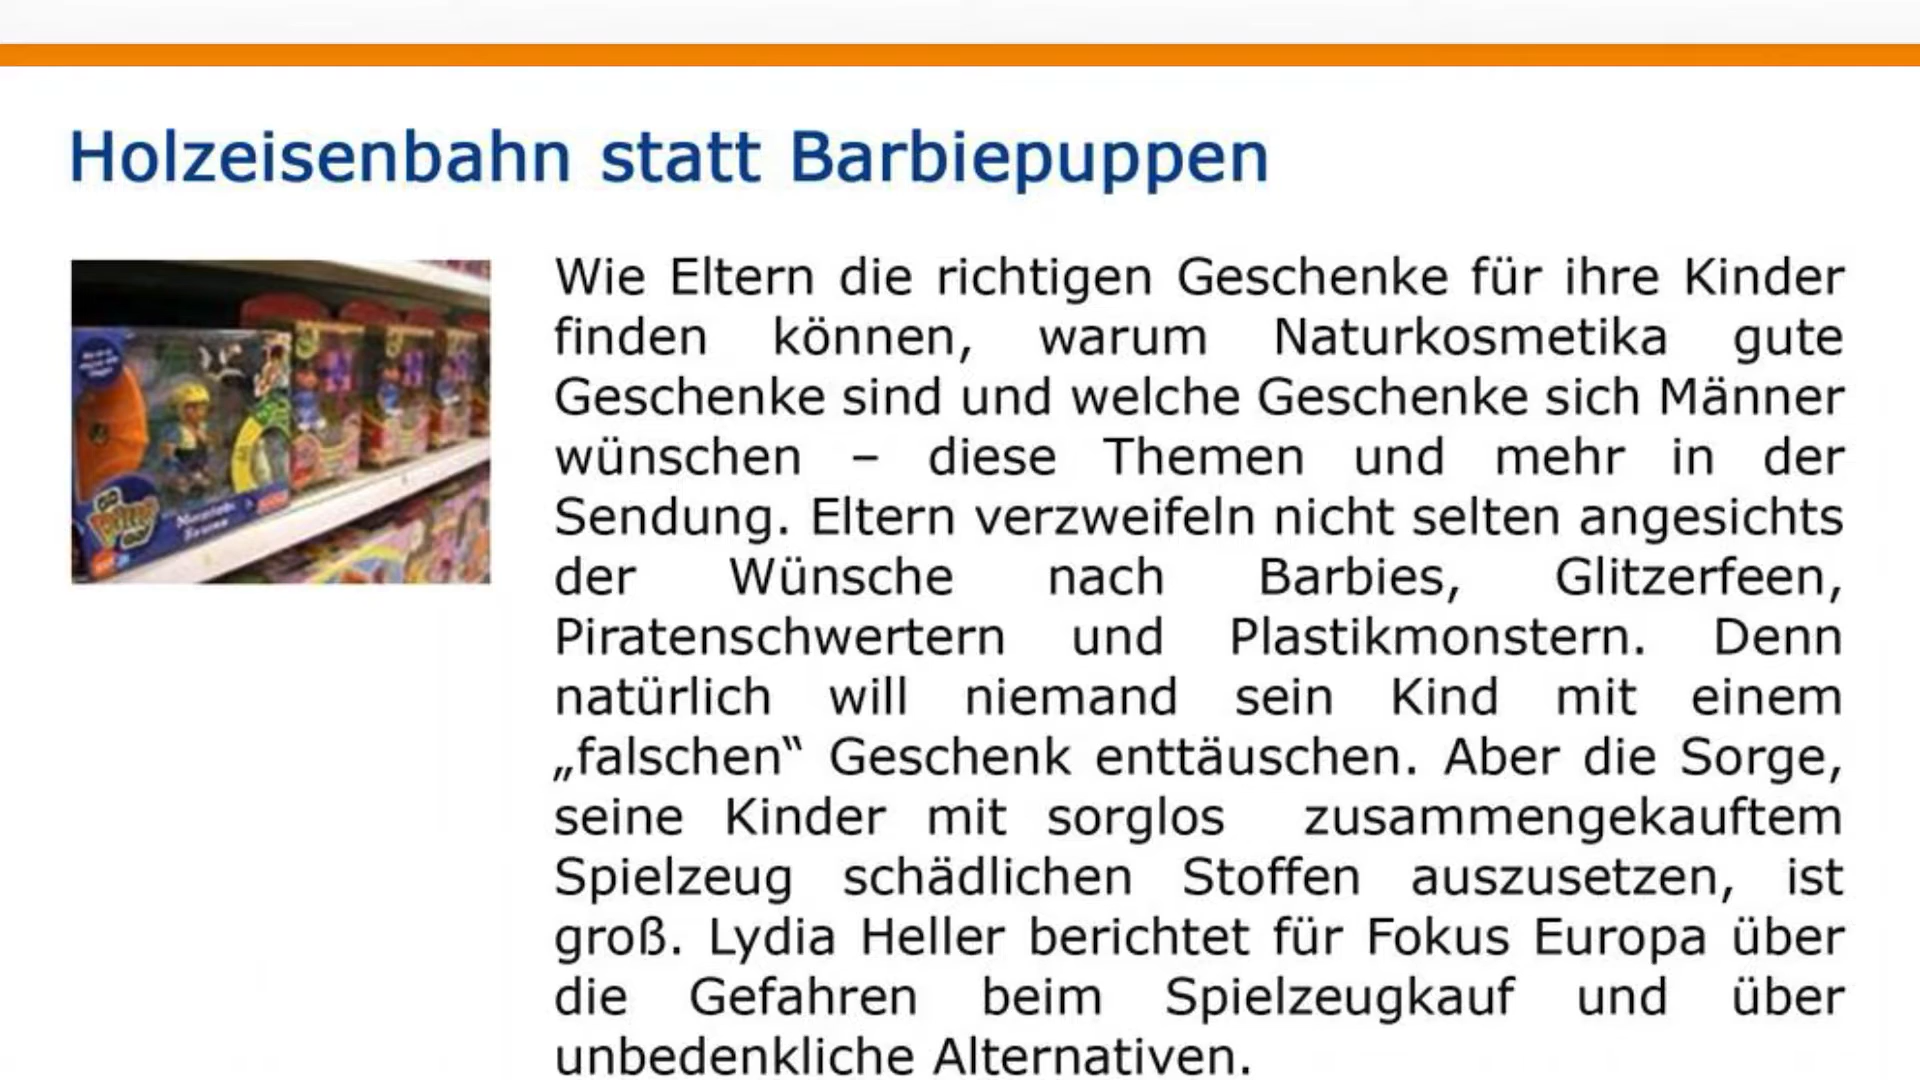 Holzeisenbahn statt Barbiepuppen
Wie Eltern die richtigen Geschenke für ihre Kinder
finden können, warum Naturkosmetika gute
Geschenke sind und welche Geschenke sich Männer
wünschen – diese Themen und mehr in der
Sendung. Eltern verzweifeln nicht selten angesichts
der Wünsche nach Barbies, Glitzerfeen,
Piratenschwertern und Plastikmonstern. Denn
natürlich will niemand sein Kind mit einem
„falschen‟ Geschenk enttäuschen. Aber die Sorge,
seine Kinder mit sorglos zusammengekauftem
Spielzeug schädlichen Stoffen auszusetzen, ist
groß. Lydia Heller berichtet für Fokus Europa über
die Gefahren beim Spielzeugkauf und über
unbedenkliche Alternativen.